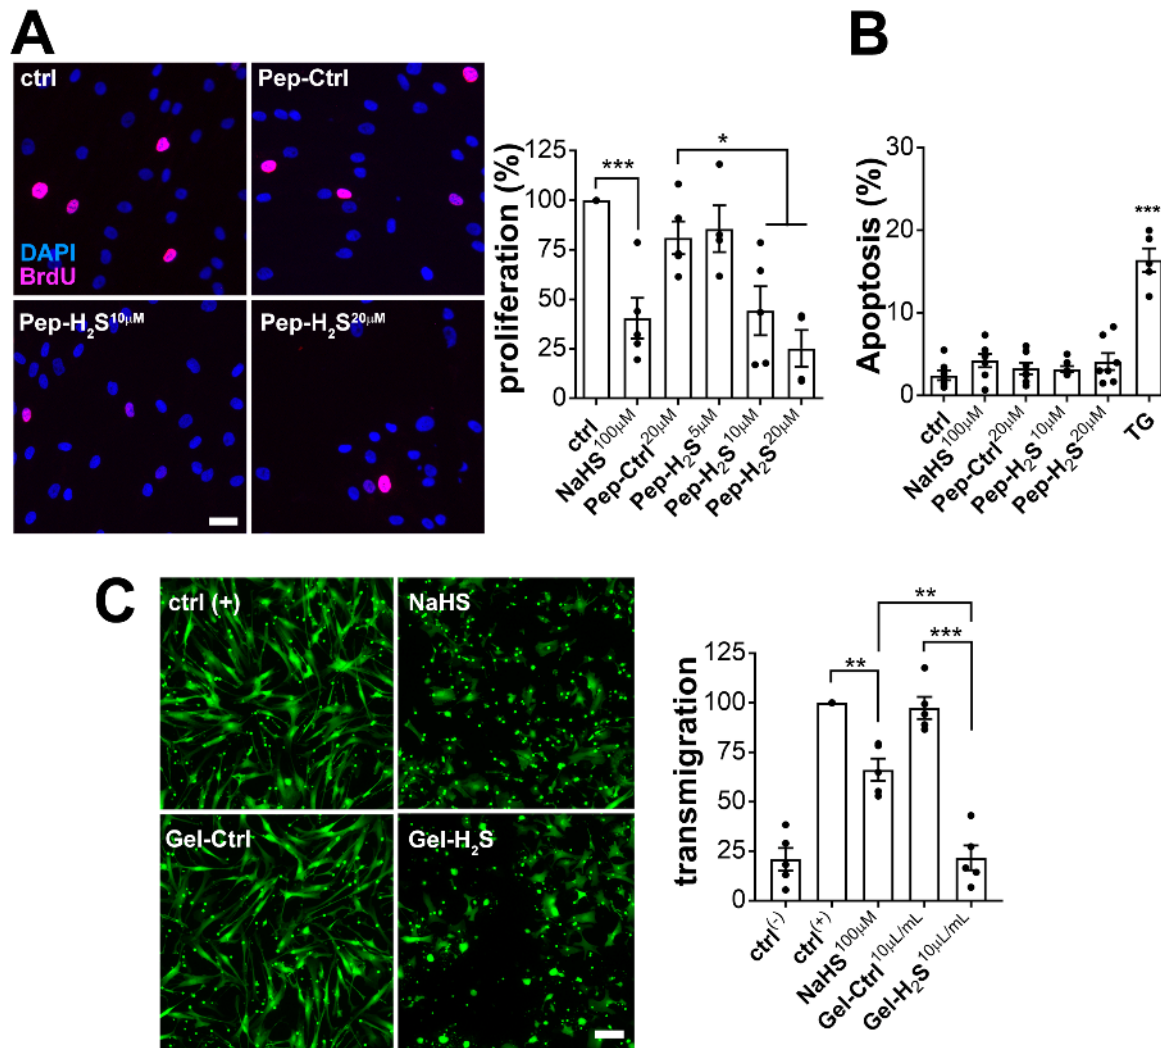 A
ctrl
DAPI
BrdU
Pep-Ctrl
Pep-H₂S¹⁰μM
Pep-H₂S²⁰μM
proliferation (%)
125
100
75
50
25
0
***
*
ctrl
NaHS¹⁰⁰μM
Pep-Ctrl²⁰μM
Pep-H₂S⁵μM
Pep-H₂S¹⁰μM
Pep-H₂S²⁰μM
B
Apoptosis (%)
30
20
10
0
***
ctrl
NaHS¹⁰⁰μM
Pep-Ctrl²⁰μM
Pep-H₂S¹⁰μM
Pep-H₂S²⁰μM
TG
C
ctrl (+)
NaHS
Gel-Ctrl
Gel-H₂S
transmigration
125
100
75
50
25
0
**
**
***
ctrl⁽⁻⁾
ctrl⁽⁺⁾
NaHS¹⁰⁰μM
Gel-Ctrl¹⁰μL/mL
Gel-H₂S¹⁰μL/mL